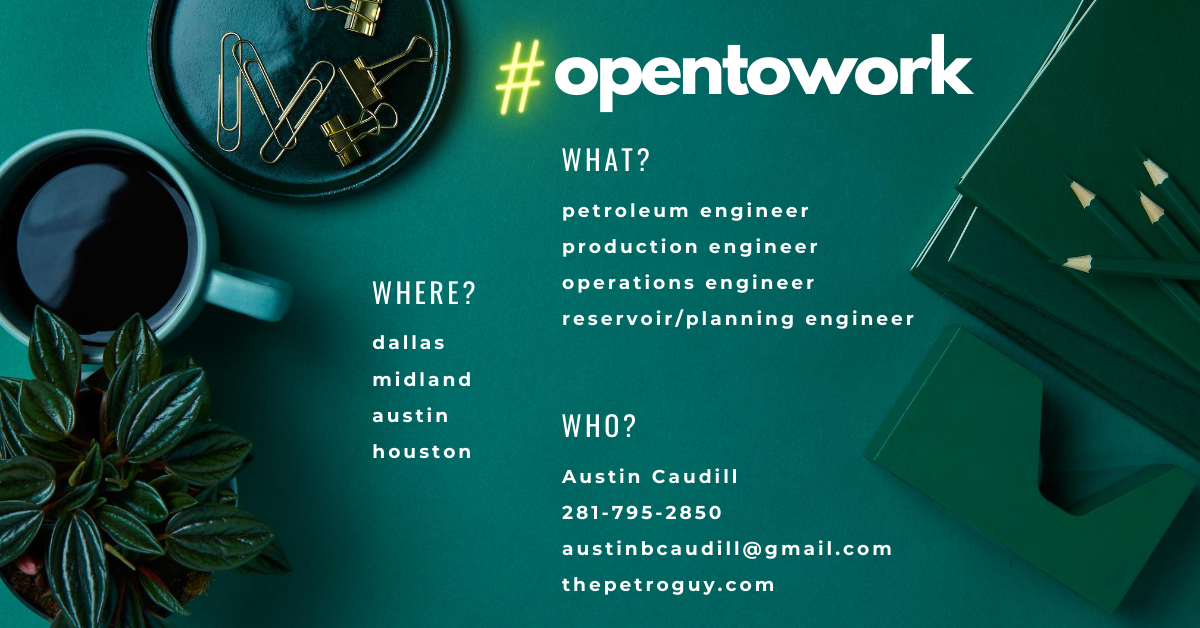 #opentowork
WHAT?
petroleum engineer
production engineer
operations engineer
reservoir/planning engineer
WHERE?
dallas
midland
austin
houston
WHO?
Austin Caudill
281-795-2850
austinbcaudill@gmail.com
thepetroguy.com